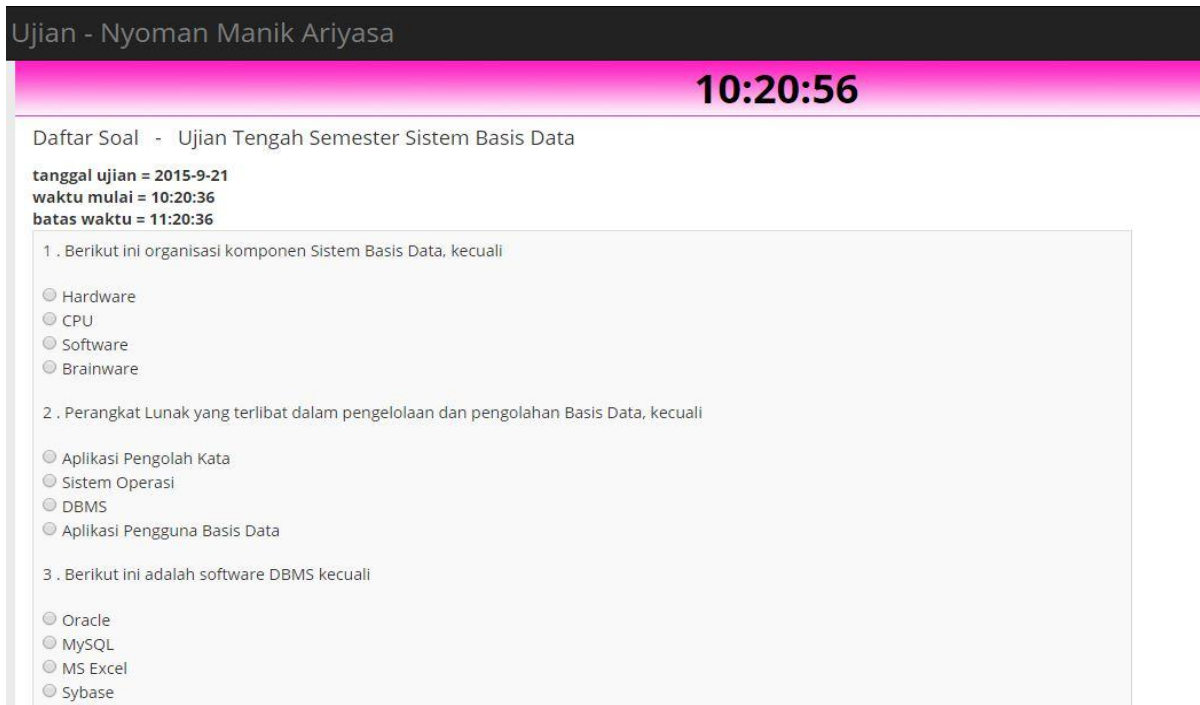 Ujian - Nyoman Manik Ariyasa
10:20:56
Daftar Soal - Ujian Tengah Semester Sistem Basis Data
tanggal ujian = 2015-9-21
waktu mulai = 10:20:36
batas waktu = 11:20:36
1 . Berikut ini organisasi komponen Sistem Basis Data, kecuali
Hardware
CPU
Software
Brainware
2 . Perangkat Lunak yang terlibat dalam pengelolaan dan pengolahan Basis Data, kecuali
Aplikasi Pengolah Kata
Sistem Operasi
DBMS
Aplikasi Pengguna Basis Data
3 . Berikut ini adalah software DBMS kecuali
Oracle
MySQL
MS Excel
Sybase